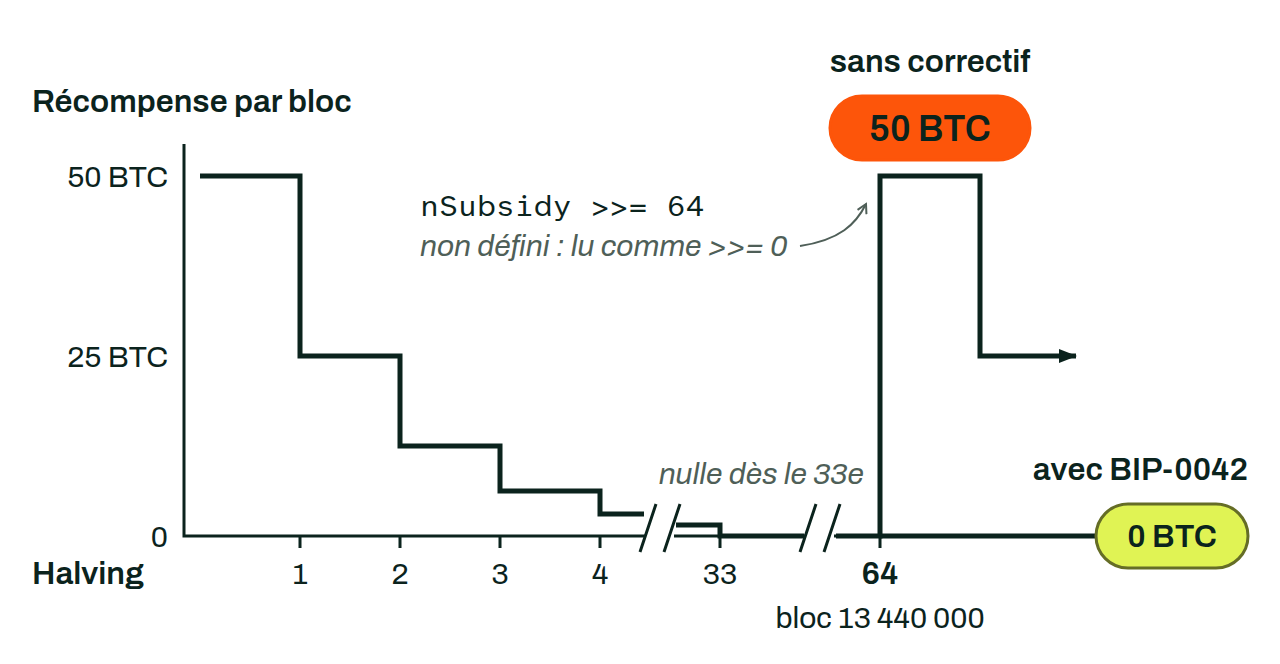 sans correctif
Récompense par bloc
50 BTC
50 BTC
nSubsidy >>= 64
non défini : lu comme >>= 0
25 BTC
nulle dès le 33e
avec BIP-0042
0
0 BTC
Halving
1
2
3
4
33
64
bloc 13 440 000